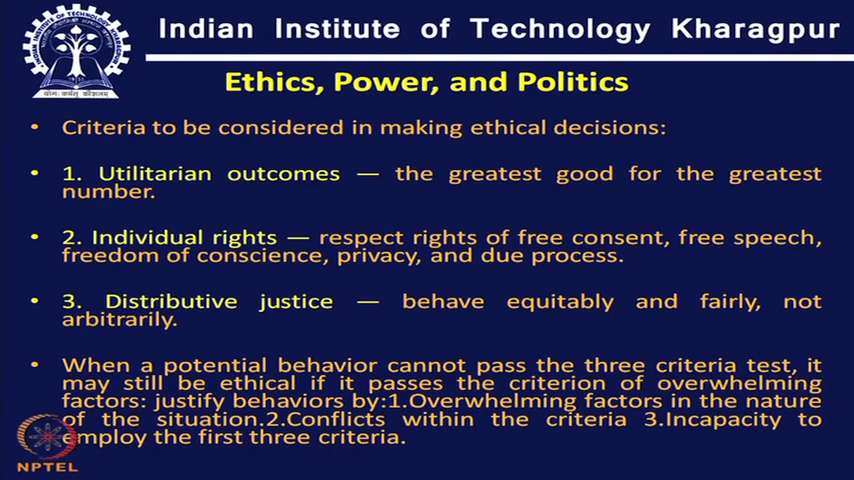 Indian Institute of Technology Kharagpur
Ethics, Power, and Politics
• Criteria to be considered in making ethical decisions:
• 1. Utilitarian outcomes — the greatest good for the greatest
number.
• 2. Individual rights — respect rights of free consent, free speech,
freedom of conscience, privacy, and due process.
• 3. Distributive justice — behave equitably and fairly, not
arbitrarily.
• When a potential behavior cannot pass the three criteria test, it
may still be ethical if it passes the criterion of overwhelming
factors: justify behaviors by:1.Overwhelming factors in the nature
of the situation.2.Conflicts within the criteria 3.Incapacity to
employ the first three criteria.
NPTEL